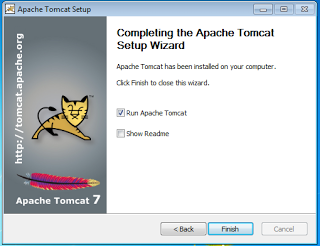 Apache Tomcat Setup
Completing the Apache Tomcat
Setup Wizard
Apache Tomcat has been installed on your computer.
Click Finish to close this wizard.
Run Apache Tomcat
Show Readme
http://tomcat.apache.org
Apache Tomcat 7
< Back
Finish
Cancel